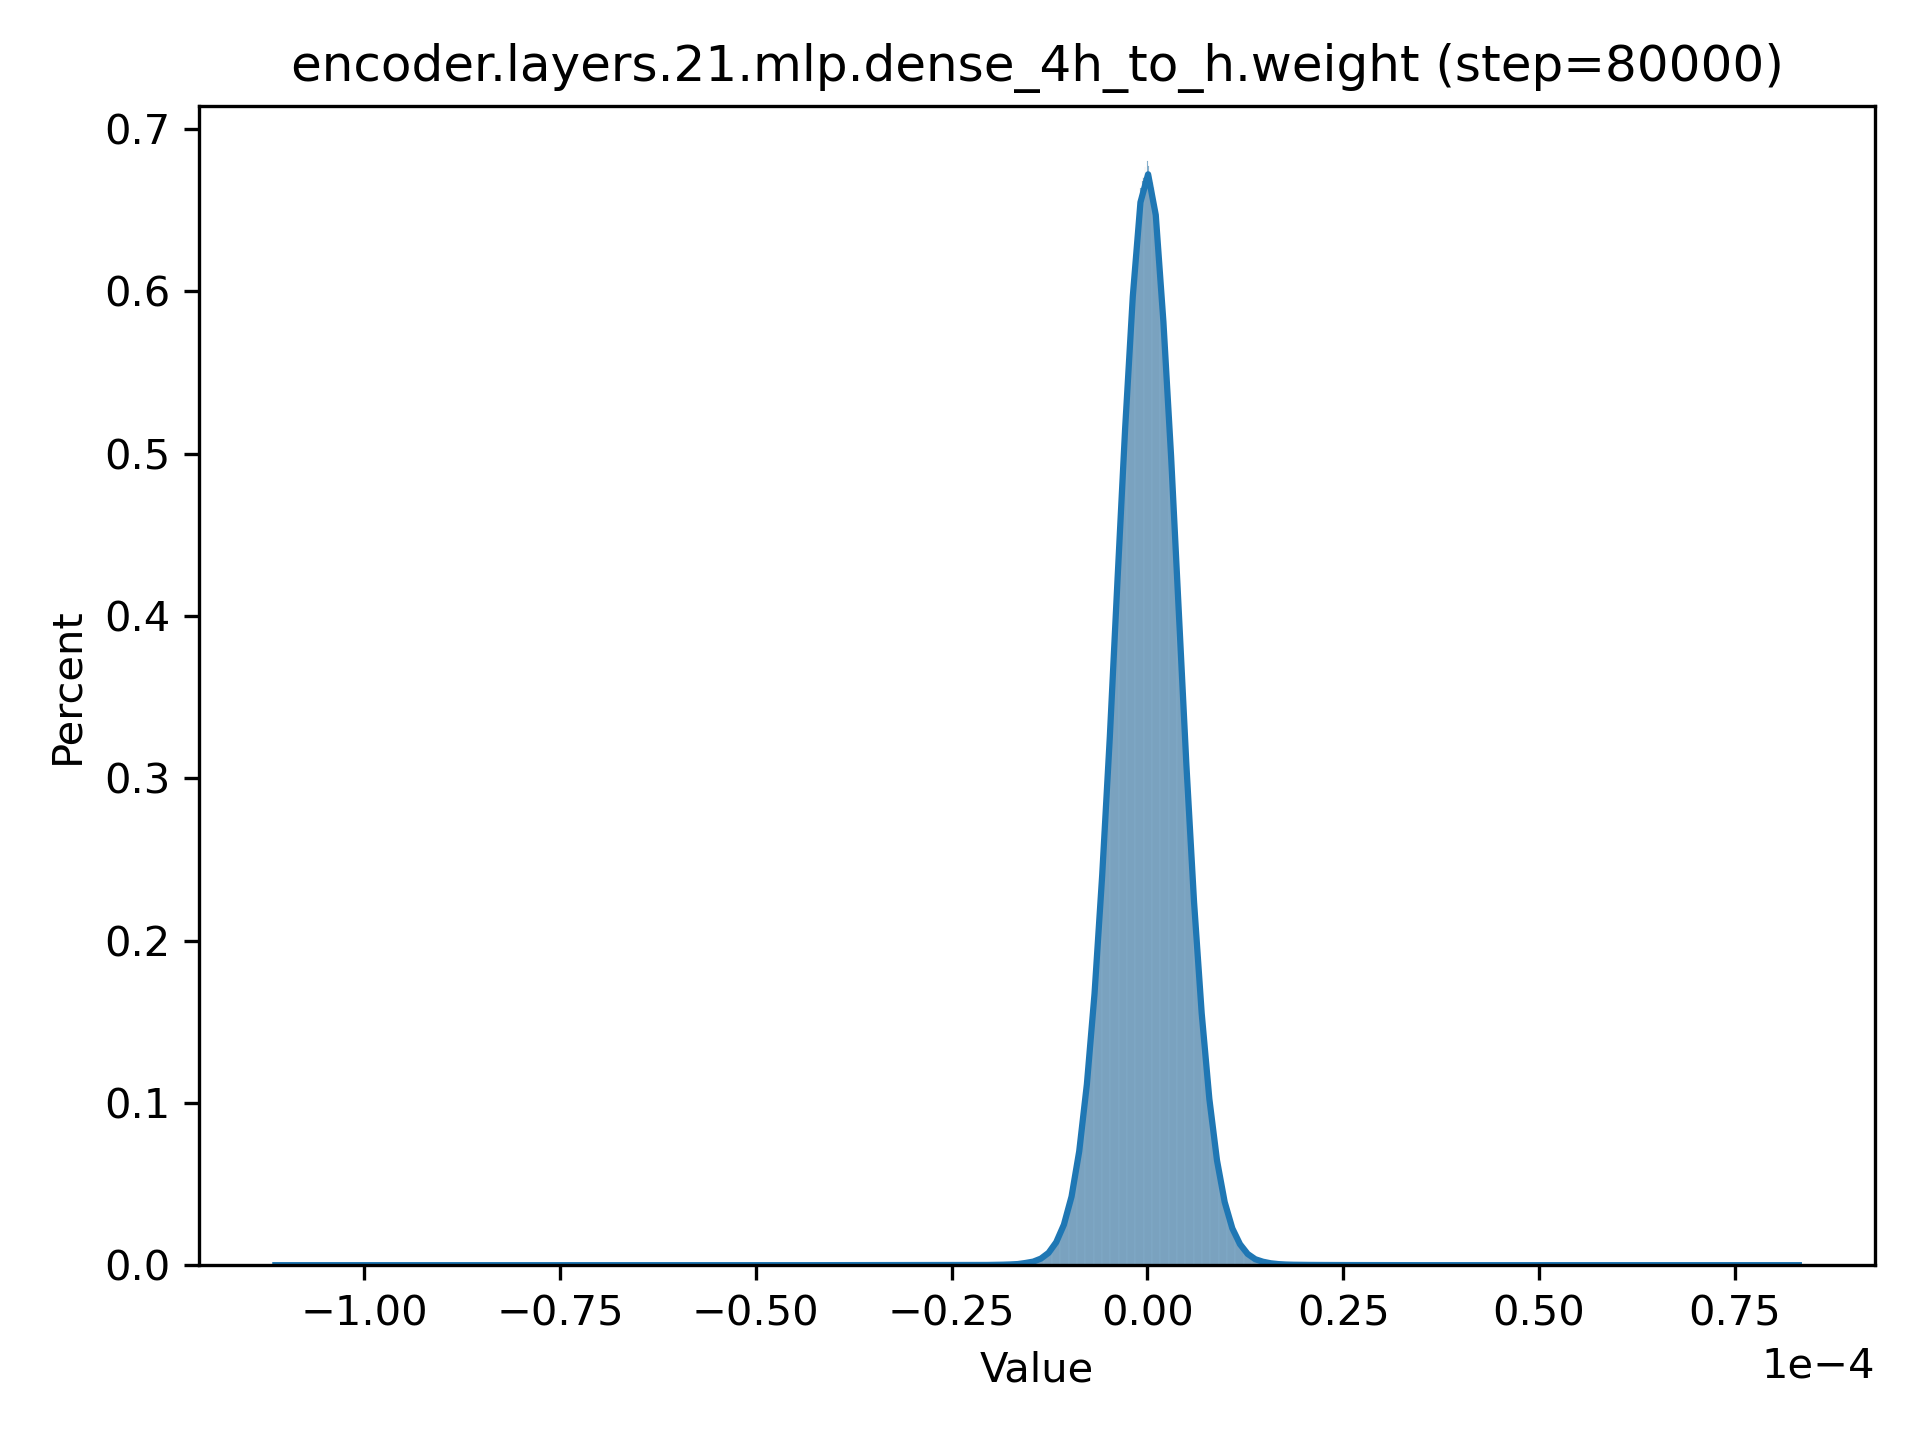 encoder.layers.21.mlp.dense_4h_to_h.weight (step=80000)
0.7
0.6
0.5
0.4
0.3
0.2
0.1
0.0
Percent
−1.00 −0.75 −0.50 −0.25 0.00 0.25 0.50 0.75
Value
1e−4